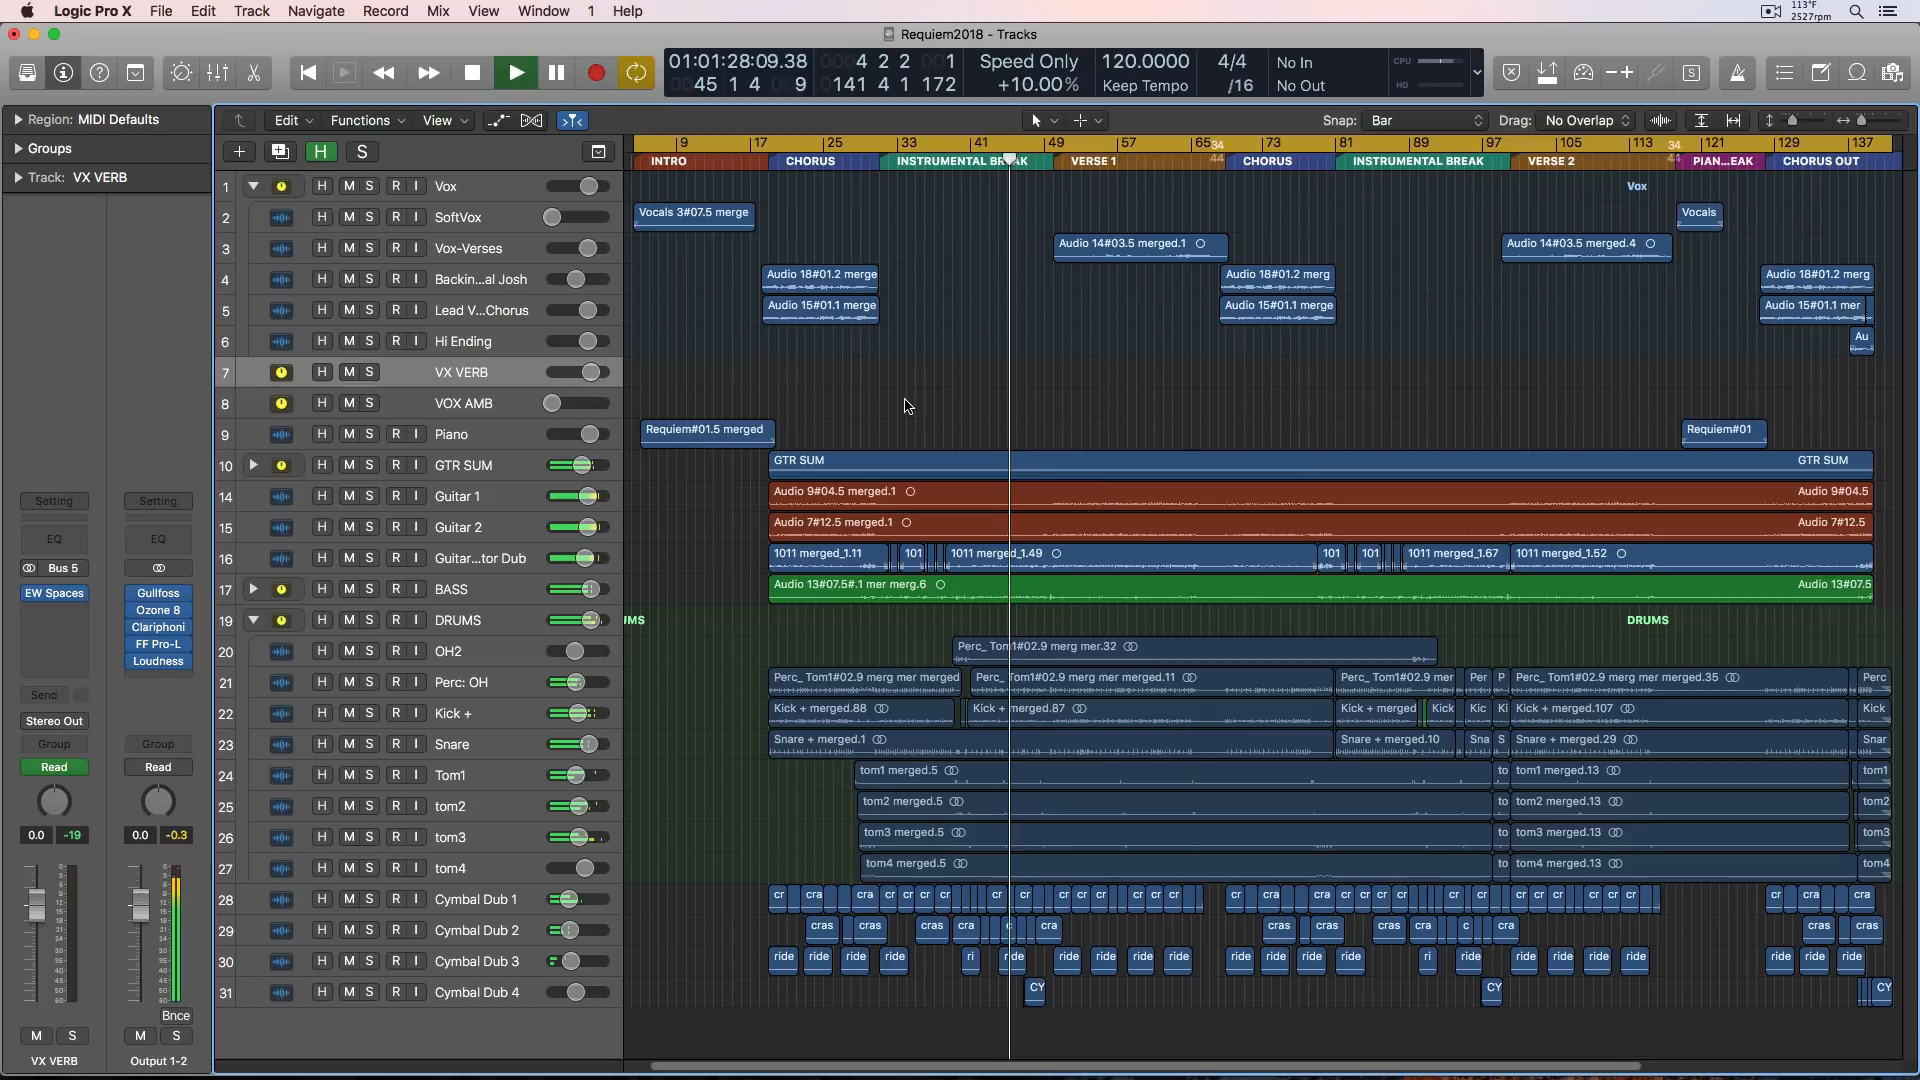 Logic Pro X File Edit Track Navigate Record Mix View Window 1 Help
113°F
2527rpm
Requiem2018 - Tracks
01:01:28:09.38
45 1 4 9
4 2 2 001
0141 4 1 172
Speed Only
+10.00%
120.0000
Keep Tempo
4/4
/16
No In
No Out
CPU
HD
Region: MIDI Defaults
Groups
Track: VX VERB
Edit Functions View
Snap: Bar
Drag: No Overlap
H S
9 17 25 33 41 49 57 65 73 81 89 97 105 113 121 129 137
34
44
34
44
INTRO CHORUS INSTRUMENTAL BREAK VERSE 1 CHORUS INSTRUMENTAL BREAK VERSE 2 PIAN...EAK CHORUS OUT
1 Vox
Vox
2 H M S R I SoftVox
Vocals 3#07.5 merge Vocals
3 H M S R I Vox-Verses
Audio 14#03.5 merged.1 Audio 14#03.5 merged.4
4 H M S R I Backin...al Josh
Audio 18#01.2 merge Audio 18#01.2 merg Audio 18#01.2 merg
5 H M S R I Lead V...Chorus
Audio 15#01.1 merge Audio 15#01.1 merge Audio 15#01.1 mer
6 H M S R I Hi Ending
Au
7 H M S VX VERB
8 H M S VOX AMB
9 H M S R I Piano
Requiem#01.5 merged Requiem#01
10 H M S R I GTR SUM
GTR SUM GTR SUM
14 H M S R I Guitar 1
Audio 9#04.5 merged.1 Audio 9#04.5
15 H M S R I Guitar 2
Audio 7#12.5 merged.1 Audio 7#12.5
16 H M S R I Guitar...tor Dub
1011 merged_1.11 101 1011 merged_1.49 101 101 1011 merged_1.67 1011 merged_1.52
17 H M S R I BASS
Audio 13#07.5#.1 mer merg.6 Audio 13#07.5
19 H M S R I DRUMS
UMS DRUMS
20 H M S R I OH2
Perc_ Tom1#02.9 merg mer.32
21 H M S R I Perc: OH
Perc_ Tom1#02.9 merg mer merged Perc_ Tom1#02.9 merg mer merged.11 Perc_ Tom1#02.9 mer Per P Perc_ Tom1#02.9 merg mer merged.35 Perc
22 H M S R I Kick +
Kick + merged.88 Kick + merged.87 Kick + merged Kick Kic Ki Kick + merged.107 Kick
23 H M S R I Snare
Snare + merged.1 Snare + merged.10 Sna S Snare + merged.29 Snar
24 H M S R I Tom1
tom1 merged.5 to tom1 merged.13 tom1
25 H M S R I tom2
tom2 merged.5 to tom2 merged.13 tom2
26 H M S R I tom3
tom3 merged.5 to tom3 merged.13 tom3
27 H M S R I tom4
tom4 merged.5 to tom4 merged.13 tom4
28 H M S R I Cymbal Dub 1
cr cra cra cr cr cr cr cr cr cr cr cr cra cra cr cr cr cr cr cr cr cr cr cra cra
29 H M S R I Cymbal Dub 2
cras cras cras cra c cras cras cras cras cra c cra cras cras
30 H M S R I Cymbal Dub 3
ride ride ride ride ri ride ride ride ride ride ride ride ride ride ri ride ride ride ride ride ride ride ride
31 H M S R I Cymbal Dub 4
CY CY CY
Setting Setting
EQ EQ
Bus 5
EW Spaces
Gullfoss
Ozone 8
Clariphoni
FF Pro-L
Loudness
Send
Stereo Out
Group Group
Read Read
0.0 -19 0.0 -0.3
Bnce
M S M S
VX VERB Output 1-2